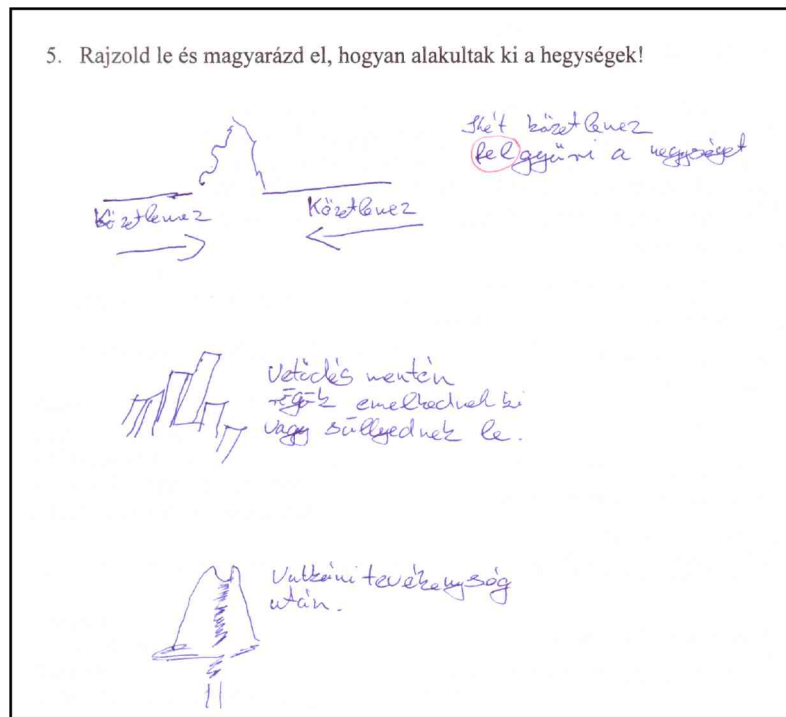 5. Rajzold le és magyarázd el, hogyan alakultak ki a hegységek!
Két kőzetlemez
felgyűri a hegységet
Kőzetlemez
Kőzetlemez
Vetődés mentén
rögök emelkednek ki
vagy süllyednek le.
Vulkáni tevékenység
után.